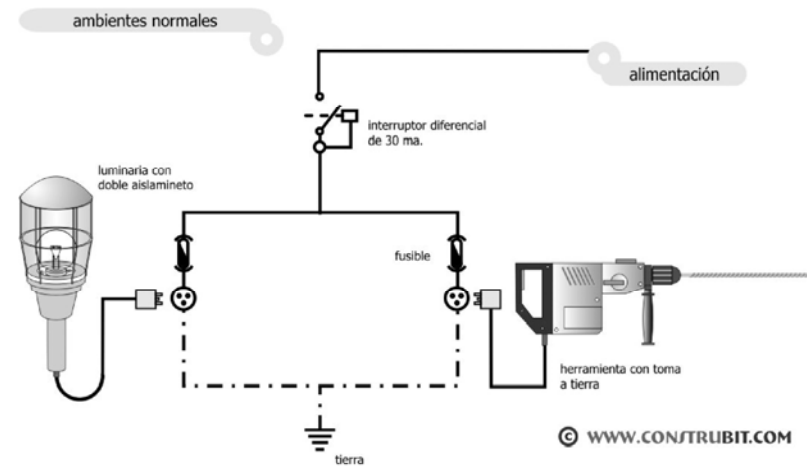 ambientes normales
alimentación
interruptor diferencial
de 30 ma.
luminaria con
doble aislamineto
fusible
herramienta con toma
a tierra
© WWW.CONSTRUBIT.COM
tierra